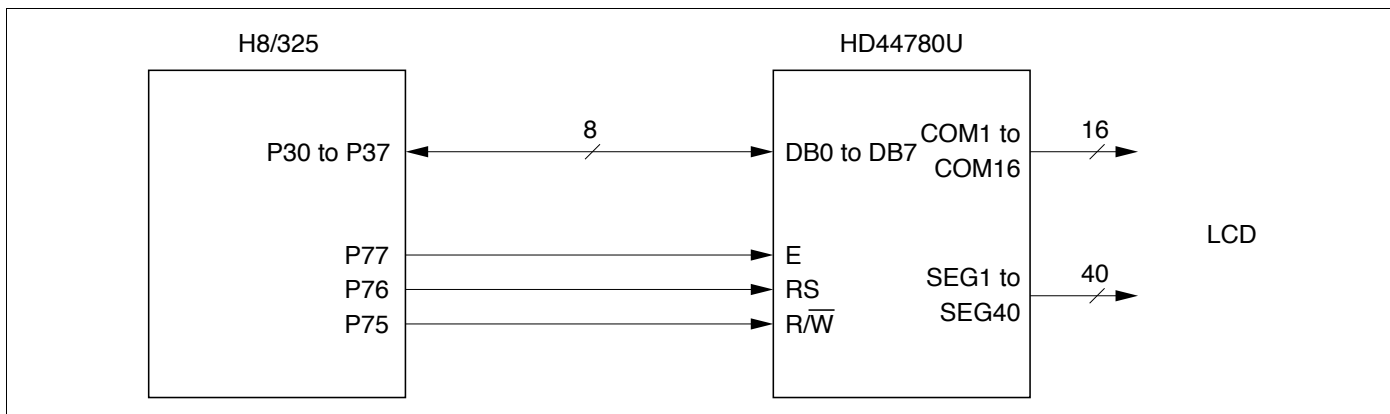 H8/325
HD44780U
P30 to P37
8
DB0 to DB7
COM1 to
COM16
16
P77
E
P76
RS
P75
R/W̅
SEG1 to
SEG40
40
LCD